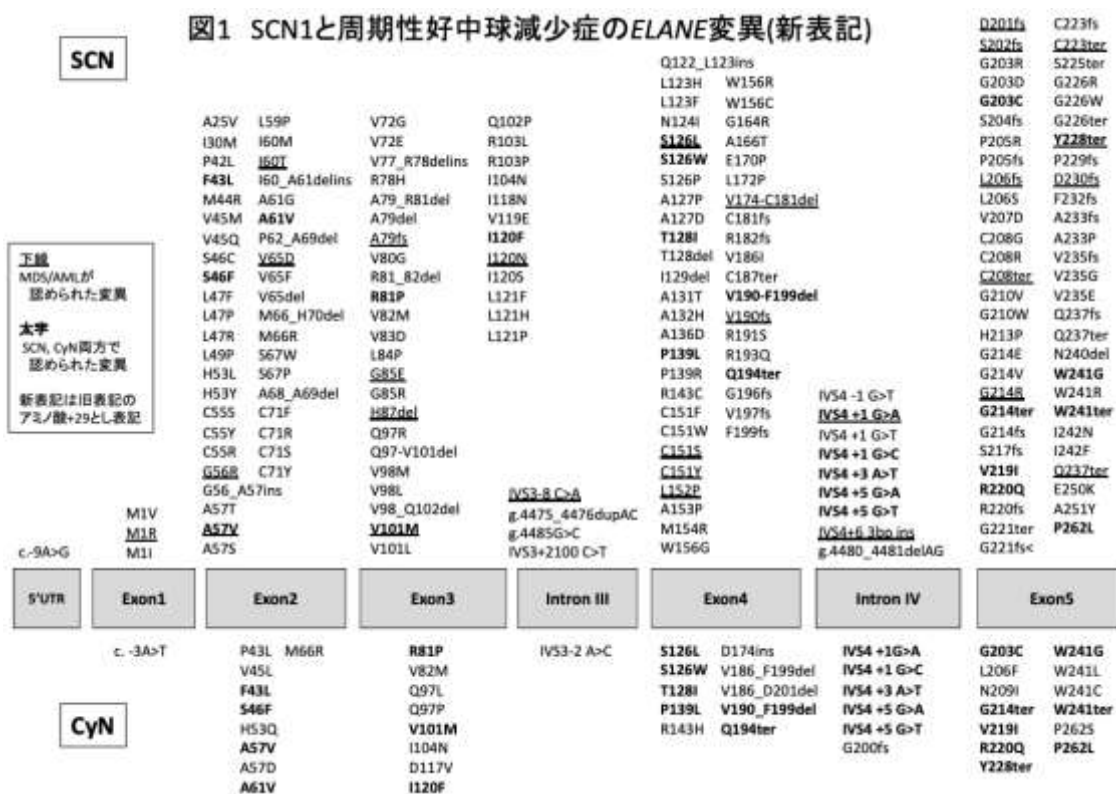 図1 SCN1と周期性好中球減少症のELANE変異(新表記)
SCN
下線
MDS/AMLが
認められた変異
太字
SCN, CyN両方で
認められた変異
新表記は旧表記の
アミノ酸+29とし表記
c.-9A>G
M1V
M1R
M1I
A25V
I30M
P42L
F43L
M44R
V45M
V45Q
S46C
S46F
L47F
L47P
L47R
L49P
H53L
H53Y
C55S
C55Y
C55R
G56R
G56_A57ins
A57T
A57V
A57S
L59P
I60M
I60T
I60_A61delins
A61G
A61V
P62_A69del
V65D
V65F
V65del
M66_H70del
M66R
S67W
S67P
A68_A69del
C71F
C71R
C71S
C71Y
V72G
V72E
V77_R78delins
R78H
A79_R81del
A79del
A79fs
V80G
R81_82del
R81P
V82M
V83D
L84P
G85E
G85R
H87del
Q97R
Q97-V101del
V98M
V98L
V98_Q102del
V101M
V101L
Q102P
R103L
R103P
I104N
I118N
V119E
I120F
I120N
I120S
L121F
L121H
L121P
IVS3-8 C>A
g.4475_4476dupAC
g.4485G>C
IVS3+2100 C>T
Q122_L123ins
L123H
L123F
N124I
S126L
S126W
S126P
A127P
A127D
T128I
T128del
I129del
A131T
A132H
A136D
P139L
P139R
R143C
C151F
C151W
C151S
C151Y
L152P
A153P
M154R
W156G
W156R
W156C
G164R
A166T
E170P
L172P
V174-C181del
C181fs
R182fs
V186I
C187ter
V190-F199del
V190fs
R191S
R193Q
Q194ter
G196fs
V197fs
F199fs
IVS4 -1 G>T
IVS4 +1 G>A
IVS4 +1 G>T
IVS4 +1 G>C
IVS4 +3 A>T
IVS4 +5 G>A
IVS4 +5 G>T
IVS4+6 3bp ins
g.4480_4481delAG
D201fs
S202fs
G203R
G203D
G203C
S204fs
P205R
P205fs
L206fs
L206S
V207D
C208G
C208R
C208ter
G210V
G210W
H213P
G214E
G214V
G214R
G214ter
G214fs
S217fs
V219I
R220Q
R220fs
G221ter
G221fs<
C223fs
C223ter
S225ter
G226R
G226W
G226ter
Y228ter
P229fs
D230fs
F232fs
A233fs
A233P
V235fs
V235G
V235E
Q237fs
Q237ter
N240del
W241G
W241R
W241ter
I242N
I242F
Q237ter
E250K
A251Y
P262L
5'UTR
Exon1
Exon2
Exon3
Intron III
Exon4
Intron IV
Exon5
CyN
c. -3A>T
P43L M66R
V45L
F43L
S46F
H53Q
A57V
A57D
A61V
R81P
V82M
Q97L
Q97P
V101M
I104N
D117V
I120F
IVS3-2 A>C
S126L
S126W
T128I
P139L
R143H
D174ins
V186_F199del
V186_D201del
V190_F199del
Q194ter
IVS4 +1G>A
IVS4 +1 G>C
IVS4 +3 A>T
IVS4 +5 G>A
IVS4 +5 G>T
G200fs
G203C
L206F
N209I
G214ter
V219I
R220Q
Y228ter
W241G
W241L
W241C
W241ter
P262S
P262L